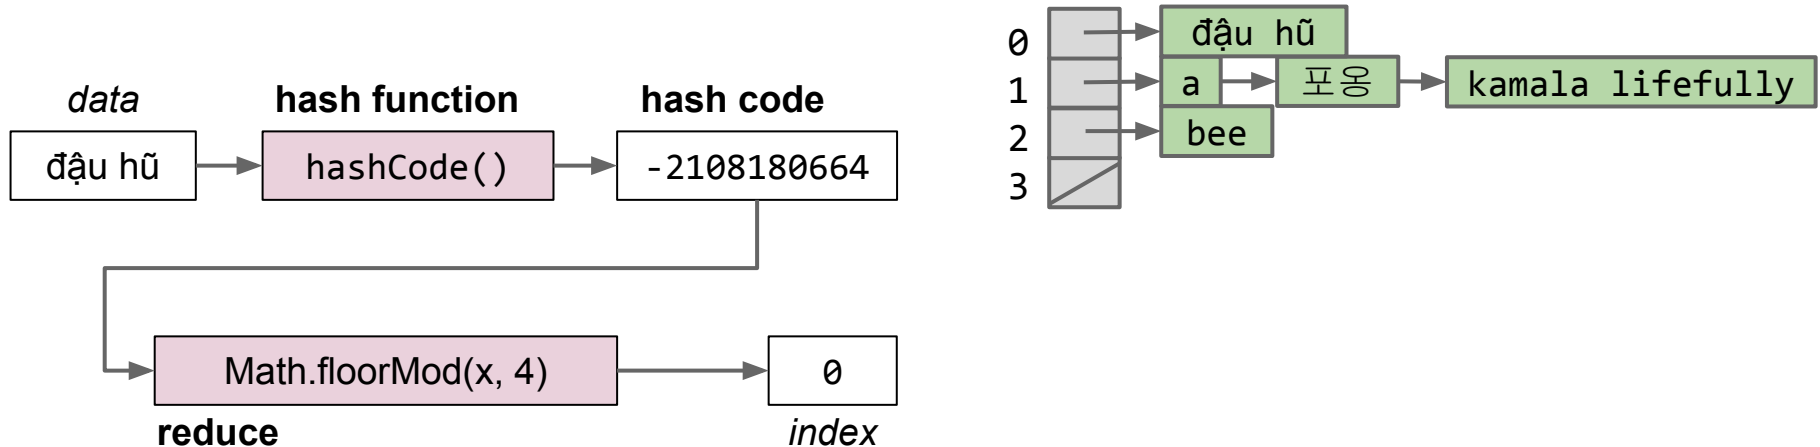 data
hash function
hash code
đậu hũ
hashCode()
-2108180664
Math.floorMod(x, 4)
0
reduce
index
0
đậu hũ
1
a
포옹
kamala lifefully
2
bee
3